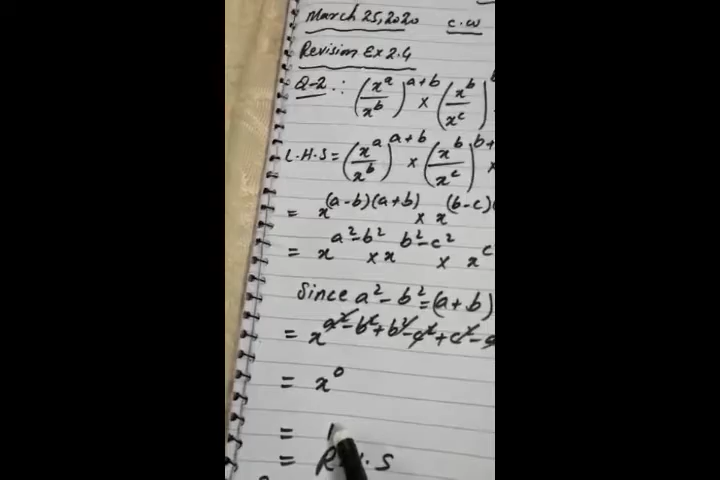 March 25, 2020 C.W
Revision Ex 2.4
Q-2 ∴ (x^a/x^b)^a+b × (x^b/x^c)
L.H.S = (x^a/x^b)^a+b × (x^b/x^c)^b+ ×
= x^(a-b)(a+b) × x^(b-c)(
= x^a²-b² × x^b²-c² × x^c
Since a² - b² = (a + b)
= x^a²-b²+b²-c²+c²-a
= x^0
= 1
= R.H.S